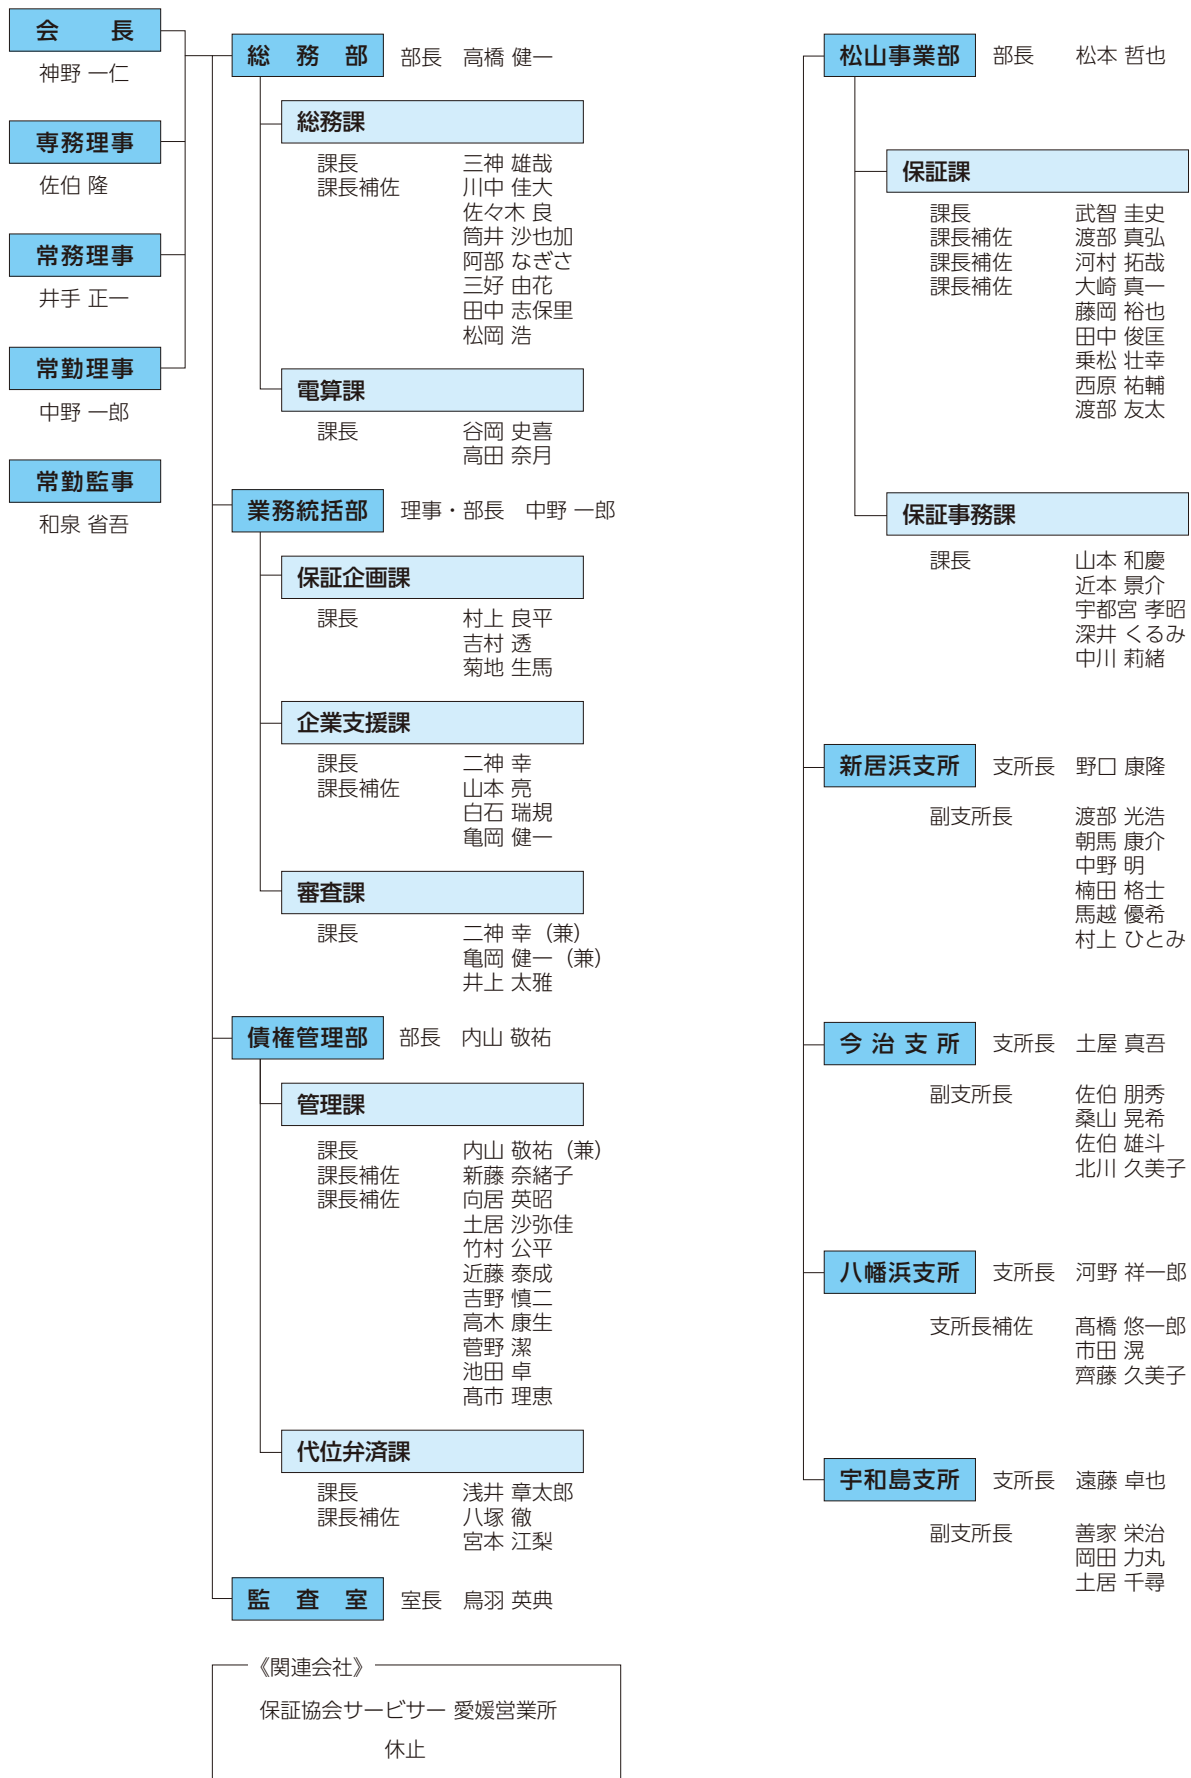 会　長
神野 一仁
専務理事
佐伯 隆
常務理事
井手 正一
常勤理事
中野 一郎
常勤監事
和泉 省吾
総　務　部　部長　高橋 健一
総務課
課長　三神 雄哉
課長補佐　川中 佳大
佐々木 良
筒井 沙也加
阿部 なぎさ
三好 由花
田中 志保里
松岡 浩
電算課
課長　谷岡 史喜
高田 奈月
業務統括部　理事・部長　中野 一郎
保証企画課
課長　村上 良平
吉村 透
菊地 生馬
企業支援課
課長　二神 幸
課長補佐　山本 亮
白石 瑞規
亀岡 健一
審査課
課長　二神 幸（兼）
亀岡 健一（兼）
井上 太雅
債権管理部　部長　内山 敬祐
管理課
課長　内山 敬祐（兼）
課長補佐　新藤 奈緒子
課長補佐　向居 英昭
土居 沙弥佳
竹村 公平
近藤 泰成
吉野 慎二
高木 康生
菅野 潔
池田 卓
髙市 理恵
代位弁済課
課長　浅井 章太郎
課長補佐　八塚 徹
宮本 江梨
監　査　室　室長　鳥羽 英典
《関連会社》
保証協会サービサー 愛媛営業所
休止
松山事業部　部長　松本 哲也
保証課
課長　武智 圭史
課長補佐　渡部 真弘
課長補佐　河村 拓哉
課長補佐　大崎 真一
藤岡 裕也
田中 俊匡
乗松 壮幸
西原 祐輔
渡部 友太
保証事務課
課長　山本 和慶
近本 景介
宇都宮 孝昭
深井 くるみ
中川 莉緒
新居浜支所　支所長　野口 康隆
副支所長　渡部 光浩
朝馬 康介
中野 明
楠田 格士
馬越 優希
村上 ひとみ
今治支所　支所長　土屋 真吾
副支所長　佐伯 朋秀
桑山 晃希
佐伯 雄斗
北川 久美子
八幡浜支所　支所長　河野 祥一郎
支所長補佐　髙橋 悠一郎
市田 滉
齊藤 久美子
宇和島支所　支所長　遠藤 卓也
副支所長　善家 栄治
岡田 力丸
土居 千尋